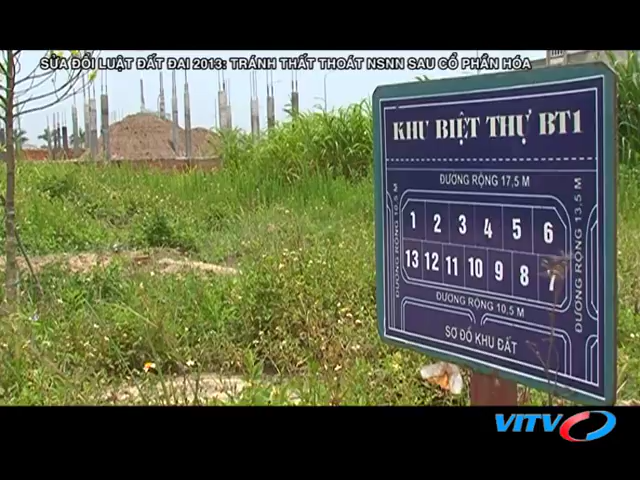 SỬA ĐỔI LUẬT ĐẤT ĐAI 2013: TRÁNH THẤT THOÁT NSNN SAU CỔ PHẦN HÓA
KHU BIỆT THỰ BT1
ĐƯỜNG RỘNG 17,5 M
ĐƯỜNG RỘNG 10,5 M
1 2 3 4 5 6
13 12 11 10 9 8 7
ĐƯỜNG RỘNG 13,5 M
ĐƯỜNG RỘNG 10,5 M
SƠ ĐỒ KHU ĐẤT
VITV